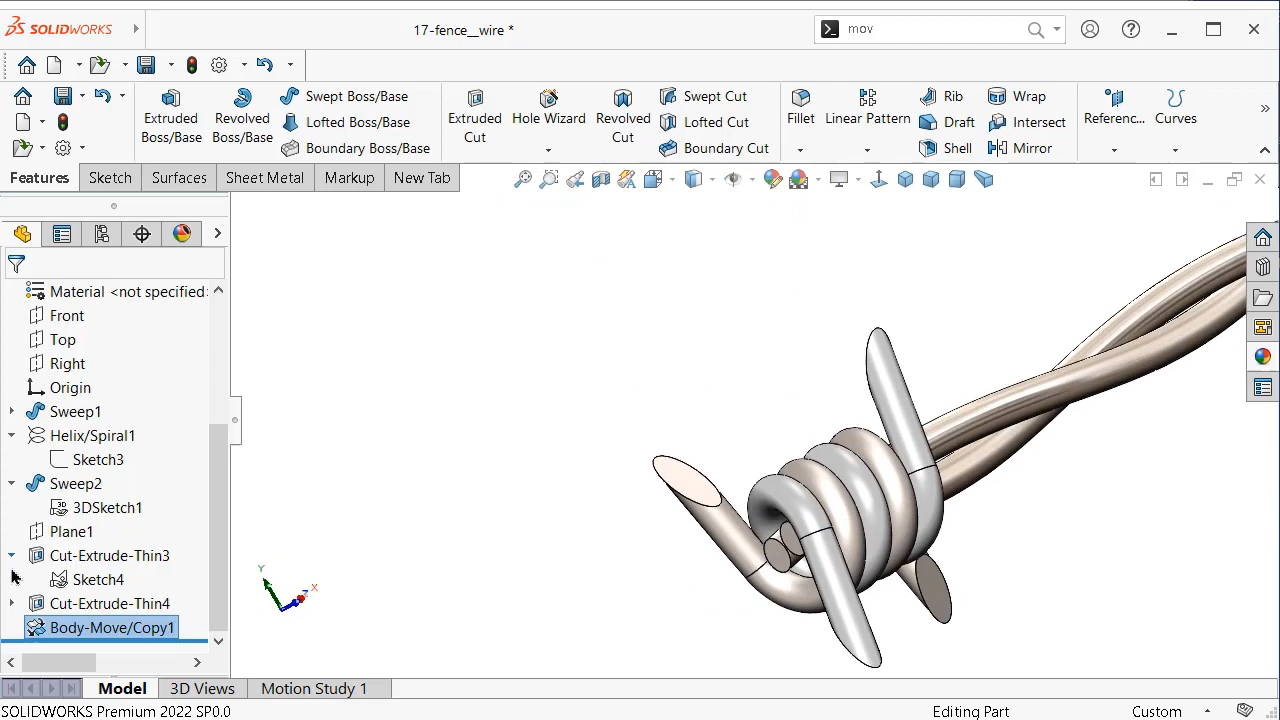 SOLIDWORKS
17-fence__wire *
mov
Extruded Boss/Base
Revolved Boss/Base
Swept Boss/Base
Lofted Boss/Base
Boundary Boss/Base
Extruded Cut
Hole Wizard
Revolved Cut
Swept Cut
Lofted Cut
Boundary Cut
Fillet
Linear Pattern
Rib
Draft
Shell
Wrap
Intersect
Mirror
Referenc...
Curves
Features
Sketch
Surfaces
Sheet Metal
Markup
New Tab
Material <not specified>
Front
Top
Right
Origin
Sweep1
Helix/Spiral1
Sketch3
Sweep2
3DSketch1
Plane1
Cut-Extrude-Thin3
Sketch4
Cut-Extrude-Thin4
Body-Move/Copy1
Y
Z
X
Model
3D Views
Motion Study 1
SOLIDWORKS Premium 2022 SP0.0
Editing Part
Custom